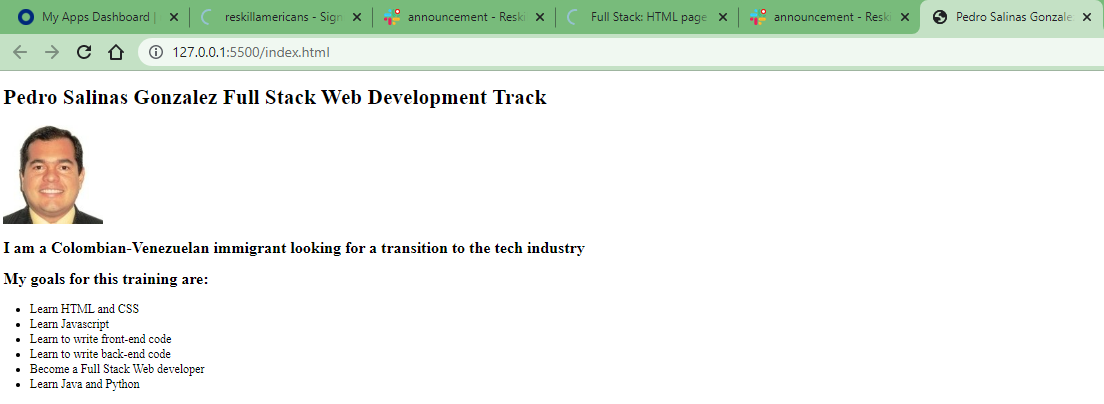 My Apps Dashboard |
reskillamericans - Sign
announcement - Resk
Full Stack: HTML page
announcement - Resk
Pedro Salinas Gonzale
127.0.0.1:5500/index.html
Pedro Salinas Gonzalez Full Stack Web Development Track
I am a Colombian-Venezuelan immigrant looking for a transition to the tech industry
My goals for this training are:
Learn HTML and CSS
Learn Javascript
Learn to write front-end code
Learn to write back-end code
Become a Full Stack Web developer
Learn Java and Python